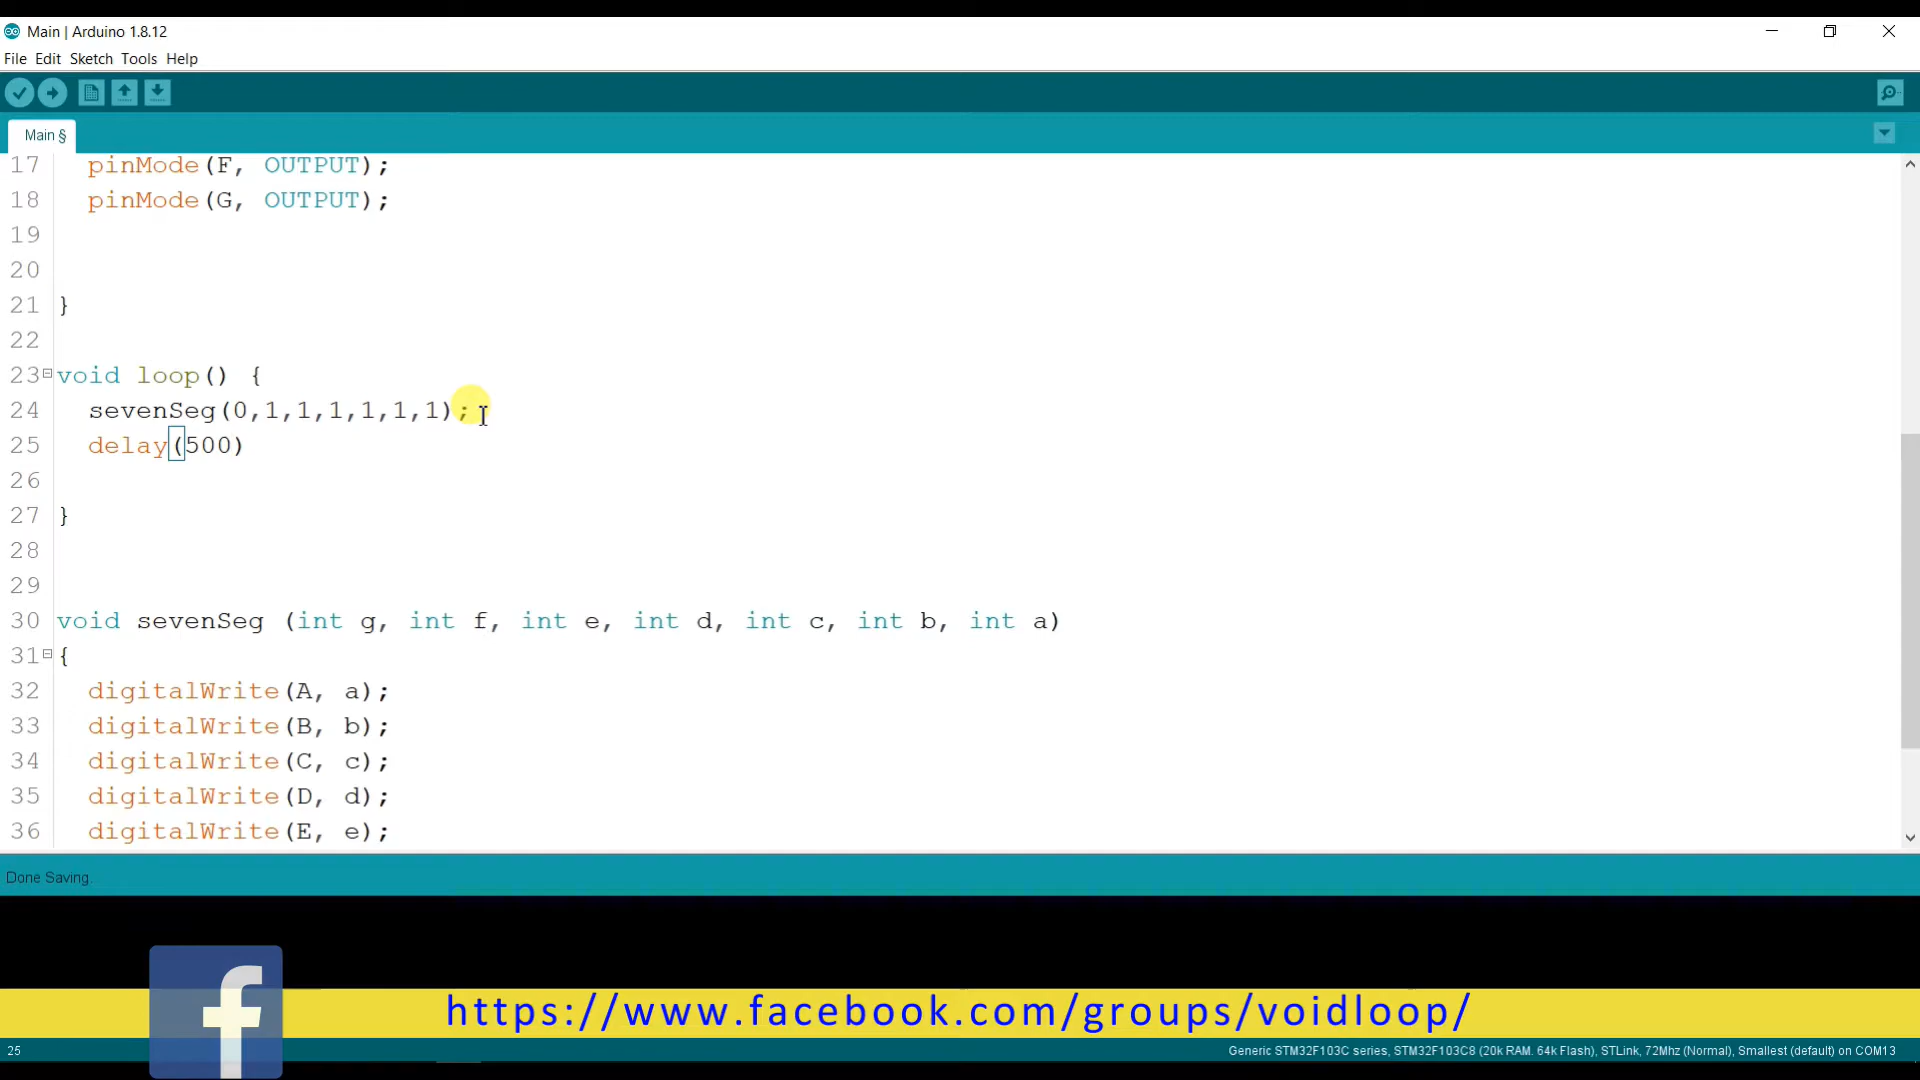 Main | Arduino 1.8.12
File Edit Sketch Tools Help
Main §
17 pinMode(F, OUTPUT);
18 pinMode(G, OUTPUT);
19
20
21 }
22
23 void loop() {
24 sevenSeg(0,1,1,1,1,1,1);
25 delay(500)
26
27 }
28
29
30 void sevenSeg (int g, int f, int e, int d, int c, int b, int a)
31 {
32 digitalWrite(A, a);
33 digitalWrite(B, b);
34 digitalWrite(C, c);
35 digitalWrite(D, d);
36 digitalWrite(E, e);
Done Saving.
f
https://www.facebook.com/groups/voidloop/
25 Generic STM32F103C series, STM32F103C8 (20k RAM. 64k Flash), STLink, 72Mhz (Normal), Smallest (default) on COM13